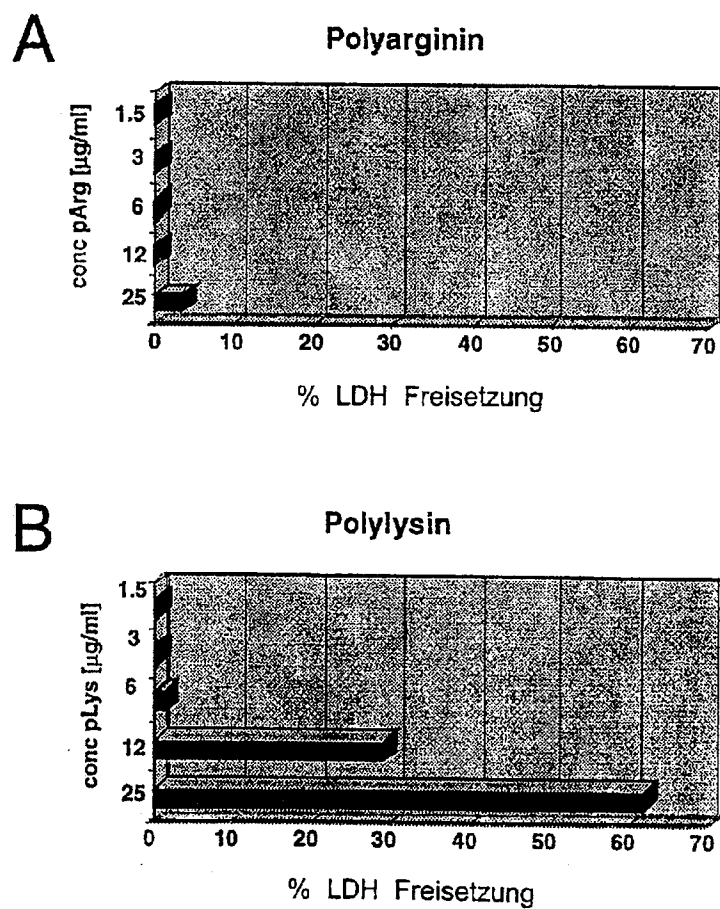 A
Polyarginin
conc pArg [µg/ml]
1.5
3
6
12
25
0 10 20 30 40 50 60 70
% LDH Freisetzung
B
Polylysin
conc pLys [µg/ml]
1.5
3
6
12
25
0 10 20 30 40 50 60 70
% LDH Freisetzung